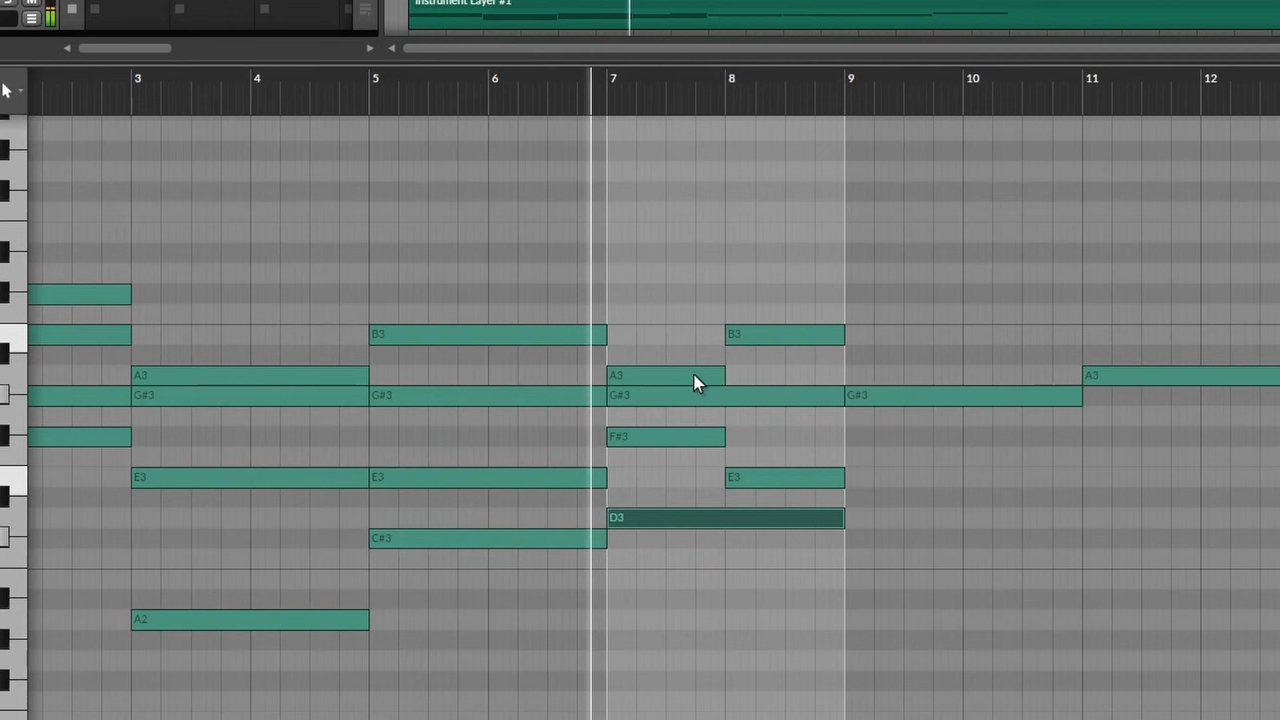 Instrument Layer #1
3 4 5 6 7 8 9 10 11 12
B3 B3
A3 A3 A3
G#3 G#3 G#3 G#3
F#3
E3 E3 E3
D3
C#3
A2